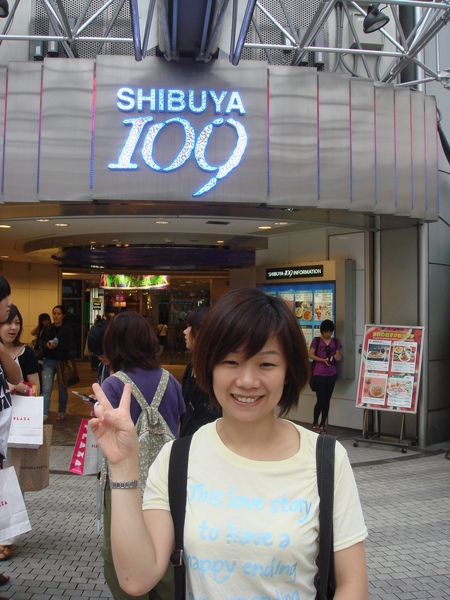 SHIBUYA
109
SHIBUYA 109 INFORMATION
This love story
to have a
happy ending